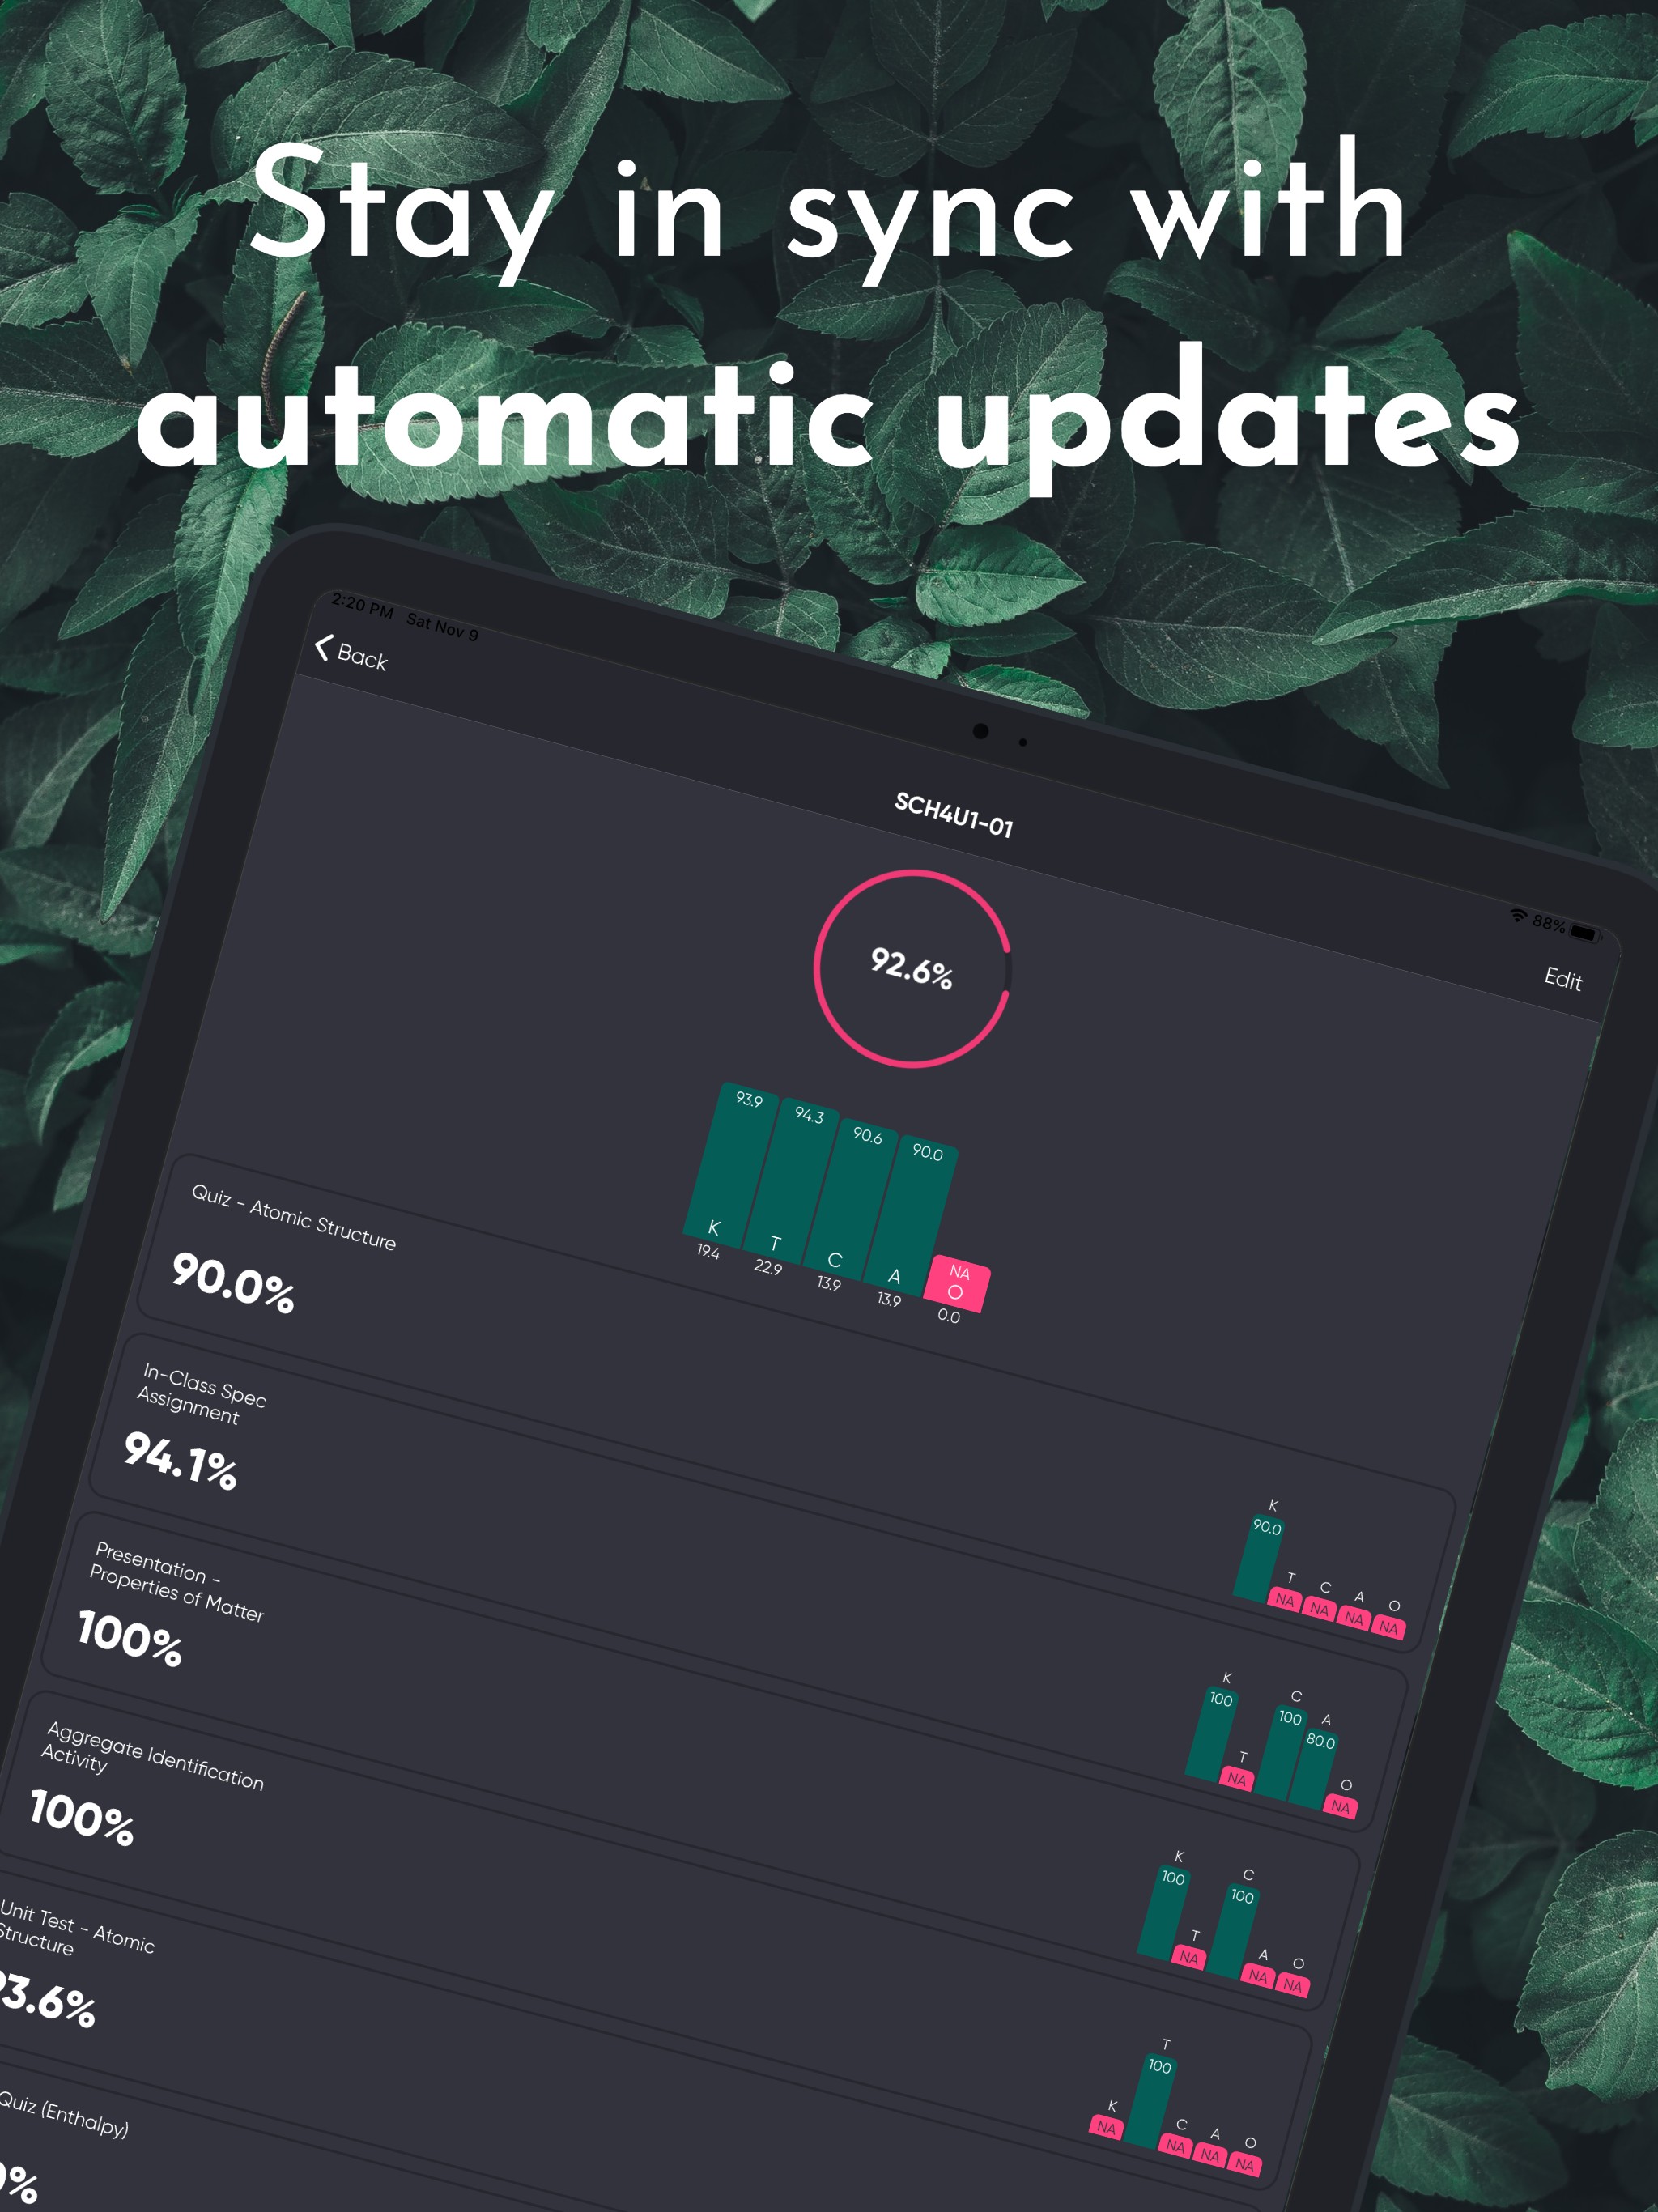 Stay in sync with
automatic updates
2:20 PM Sat Nov 9
88%
Back
SCH4U1-01
Edit
92.6%
93.9 94.3 90.6 90.0 NA
K T C A O
19.4 22.9 13.9 13.9 0.0
Quiz - Atomic Structure
90.0%
K T C A O
90.0 NA NA NA NA
In-Class Spec
Assignment
94.1%
K T C A O
100 NA 100 80.0 NA
Presentation -
Properties of Matter
100%
K T C A O
100 NA 100 NA NA
Aggregate Identification
Activity
100%
K T C A O
NA 100 NA NA NA
Unit Test - Atomic
Structure
3.6%
Quiz (Enthalpy)
%